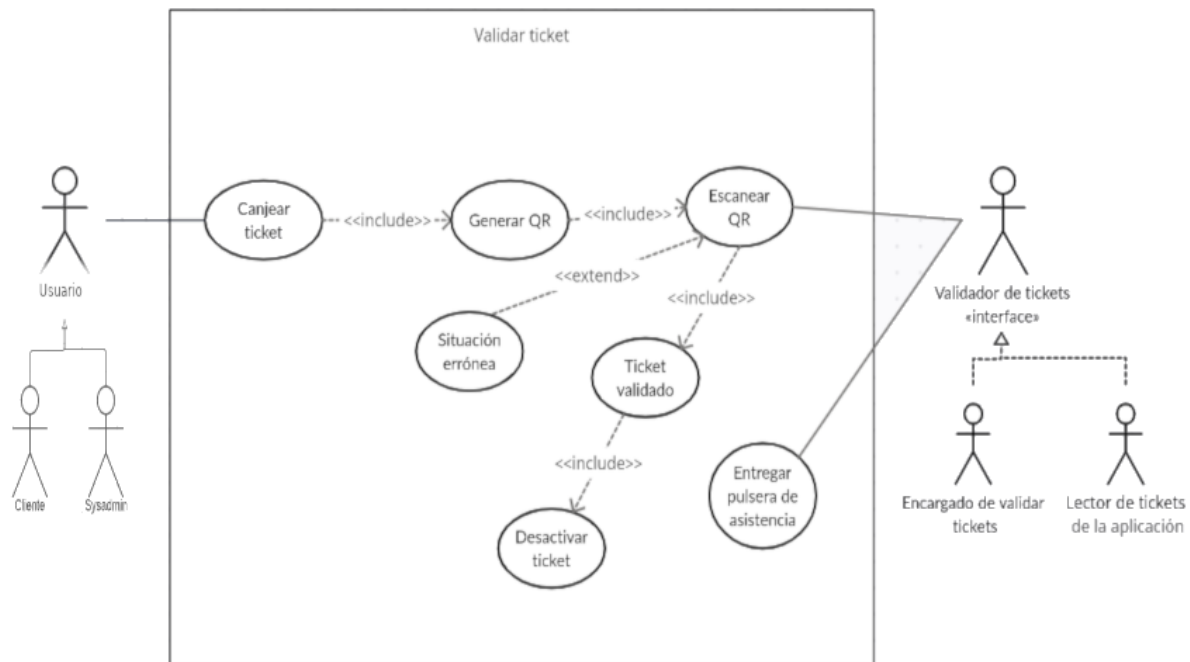 Validar ticket
Canjear
ticket
<<include>>
Generar QR
<<include>>
Escanear
QR
<<extend>>
<<include>>
Situación
errónea
Ticket
validado
<<include>>
Entregar
pulsera de
asistencia
Desactivar
ticket
Usuario
Cliente
Sysadmin
Validador de tickets
«interface»
Encargado de validar
tickets
Lector de tickets
de la aplicación